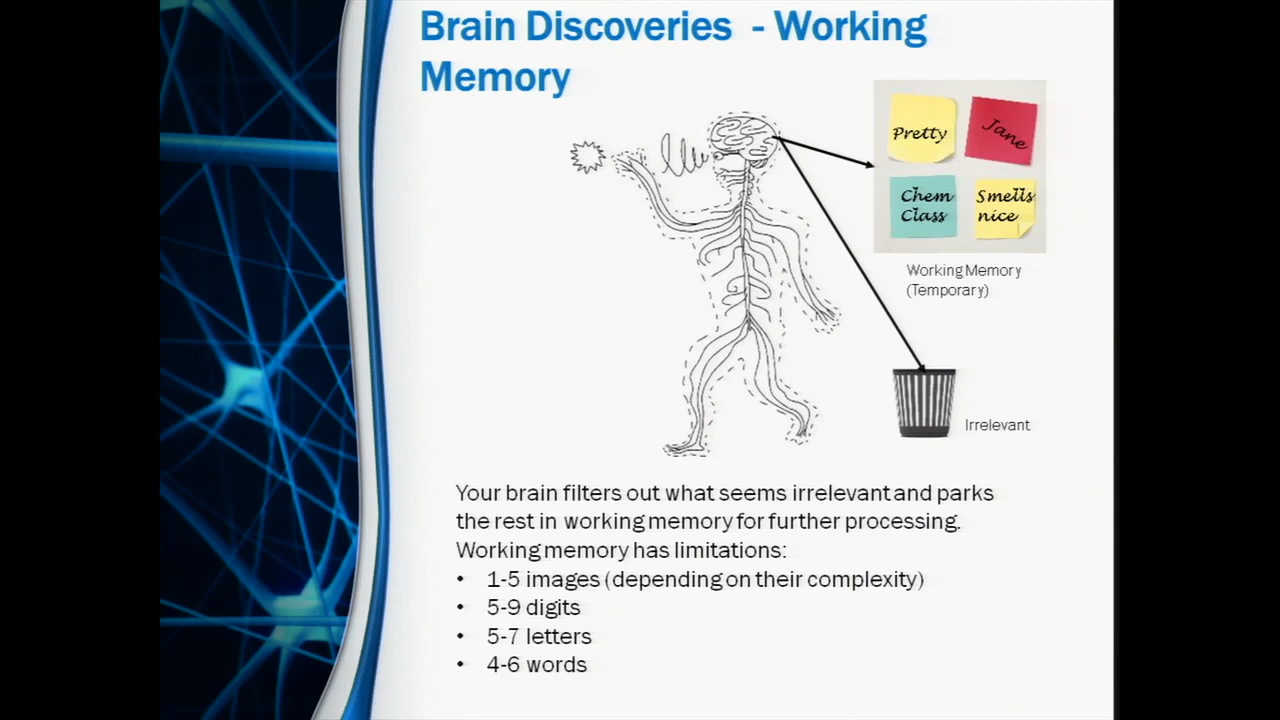 Brain Discoveries - Working
Memory
Pretty
Jane
Chem
Class
Smells
nice
Working Memory
(Temporary)
Irrelevant
Your brain filters out what seems irrelevant and parks
the rest in working memory for further processing.
Working memory has limitations:
• 1-5 images (depending on their complexity)
• 5-9 digits
• 5-7 letters
• 4-6 words